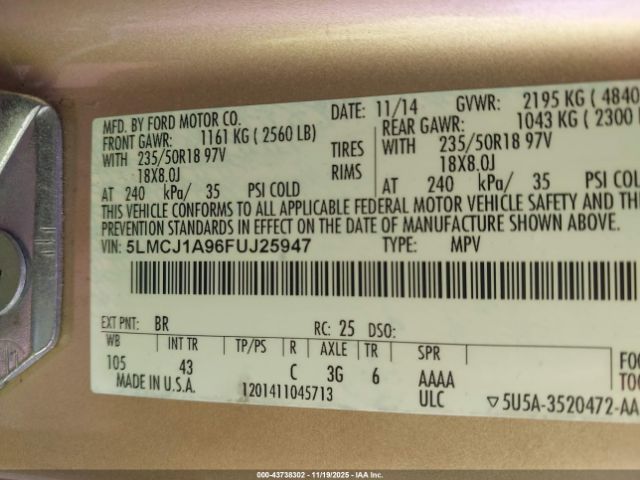 MFD. BY FORD MOTOR CO.
DATE: 11/14 GVWR: 2195 KG ( 4840
FRONT GAWR: 1161 KG ( 2560 LB) REAR GAWR: 1043 KG ( 2300
WITH 235/50R18 97V TIRES WITH 235/50R18 97V
18X8.0J RIMS 18X8.0J
AT 240 kPa/ 35 PSI COLD AT 240 kPa/ 35 PSI
THIS VEHICLE CONFORMS TO ALL APPLICABLE FEDERAL MOTOR VEHICLE SAFETY AND THE
PREVENTION STANDARDS IN EFFECT ON THE DATE OF MANUFACTURE SHOWN ABOVE.
VIN: 5LMCJ1A96FUJ25947 TYPE: MPV
EXT PNT: BR RC: 25 DSO:
WB INT TR TP/PS R AXLE TR SPR
105 43 C 3G 6 AAAA
MADE IN U.S.A. 1201411045713 ULC ▽5U5A-3520472-AA
000-43738302 - 11/19/2025 - IAA Inc.